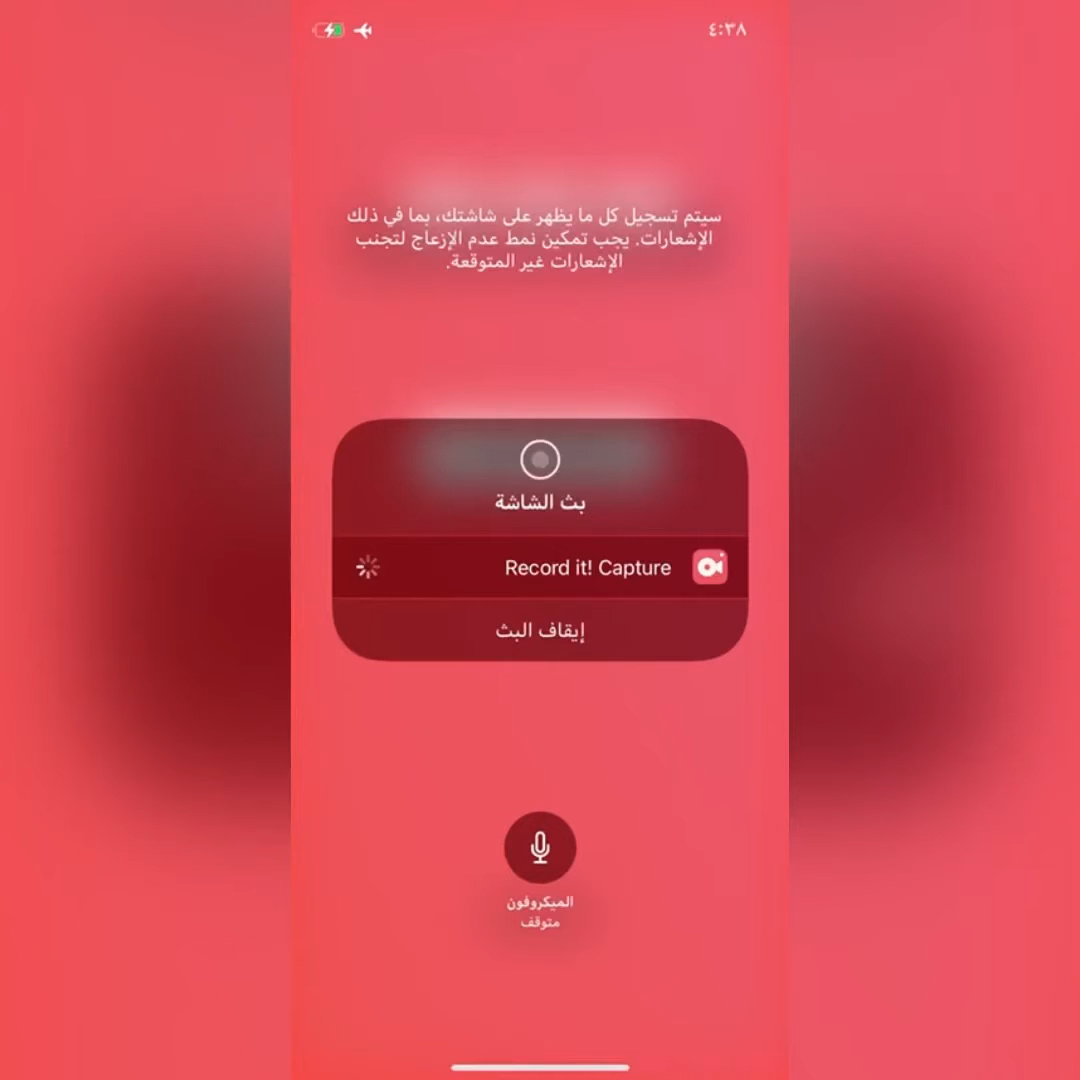 ٤:٣٨
سيتم تسجيل كل ما يظهر على شاشتك، بما في ذلك
الإشعارات. يجب تمكين نمط عدم الإزعاج لتجنب
الإشعارات غير المتوقعة.
بث الشاشة
Record it! Capture
إيقاف البث
الميكروفون
متوقف